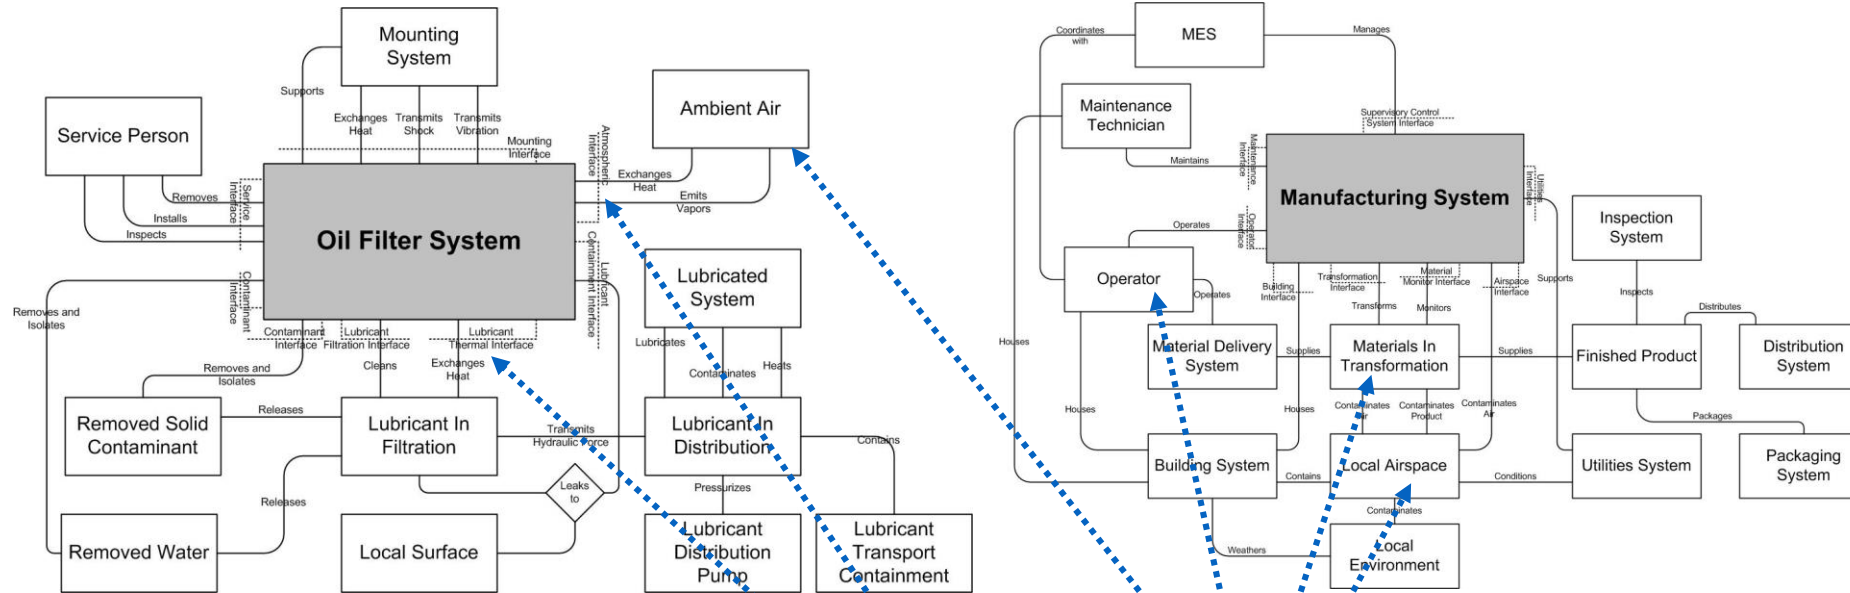 Mounting
System
Supports
Exchanges
Heat
Transmits
Shock
Transmits
Vibration
Mounting
Interface
Service Person
Removes
Installs
Inspects
Service
Interface
Atmospheric
Interface
Ambient Air
Exchanges
Heat
Emits
Vapors
Oil Filter System
Contaminant
Interface
Lubricant
Containment Interface
Removes and
Isolates
Contaminant
Interface
Lubricant
Filtration Interface
Lubricant
Thermal Interface
Removes and
Isolates
Cleans
Exchanges
Heat
Lubricated
System
Lubricates
Contaminates
Heats
Removed Solid
Contaminant
Releases
Lubricant In
Filtration
Transmits
Hydraulic Force
Lubricant In
Distribution
Contains
Releases
Leaks
to
Pressurizes
Removed Water
Local Surface
Lubricant
Distribution
Pump
Lubricant
Transport
Containment
Coordinates
with
MES
Manages
Maintenance
Technician
Maintains
Supervisory Control
System Interface
Maintenance
Interface
Utilities
Interface
Manufacturing System
Operates
Operator
Interface
Operator
Operates
Building
Interface
Transformation
Interface
Material
Monitor Interface
Airspace
Interface
Transforms
Monitors
Supports
Inspection
System
Inspects
Distributes
Houses
Material Delivery
System
Supplies
Materials In
Transformation
Supplies
Finished Product
Distribution
System
Houses
Houses
Contaminates
Air
Contaminates
Product
Contaminates
Air
Packages
Building System
Contains
Local Airspace
Conditions
Utilities System
Packaging
System
Contaminates
Weathers
Local
Environment